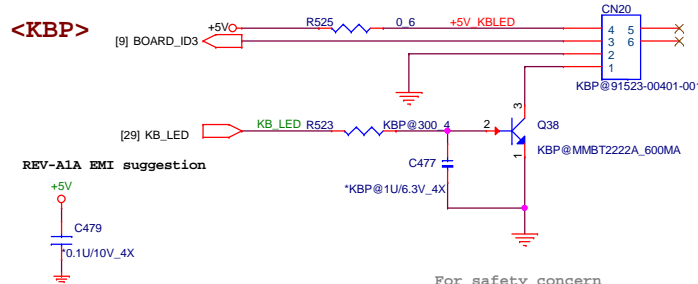 <KBP>
CN20
+5V R525 0_6 +5V_KBLED
4 5
[9] BOARD_ID3 3 6
2
1
KBP@91523-00401-001
3
[29] KB_LED KB_LED R523 KBP@300_4 2 Q38
KBP@MMBT2222A_600MA
1
REV-A1A EMI suggestion
C477
+5V
*KBP@1U/6.3V_4X
C479
*0.1U/10V_4X
For safety concern